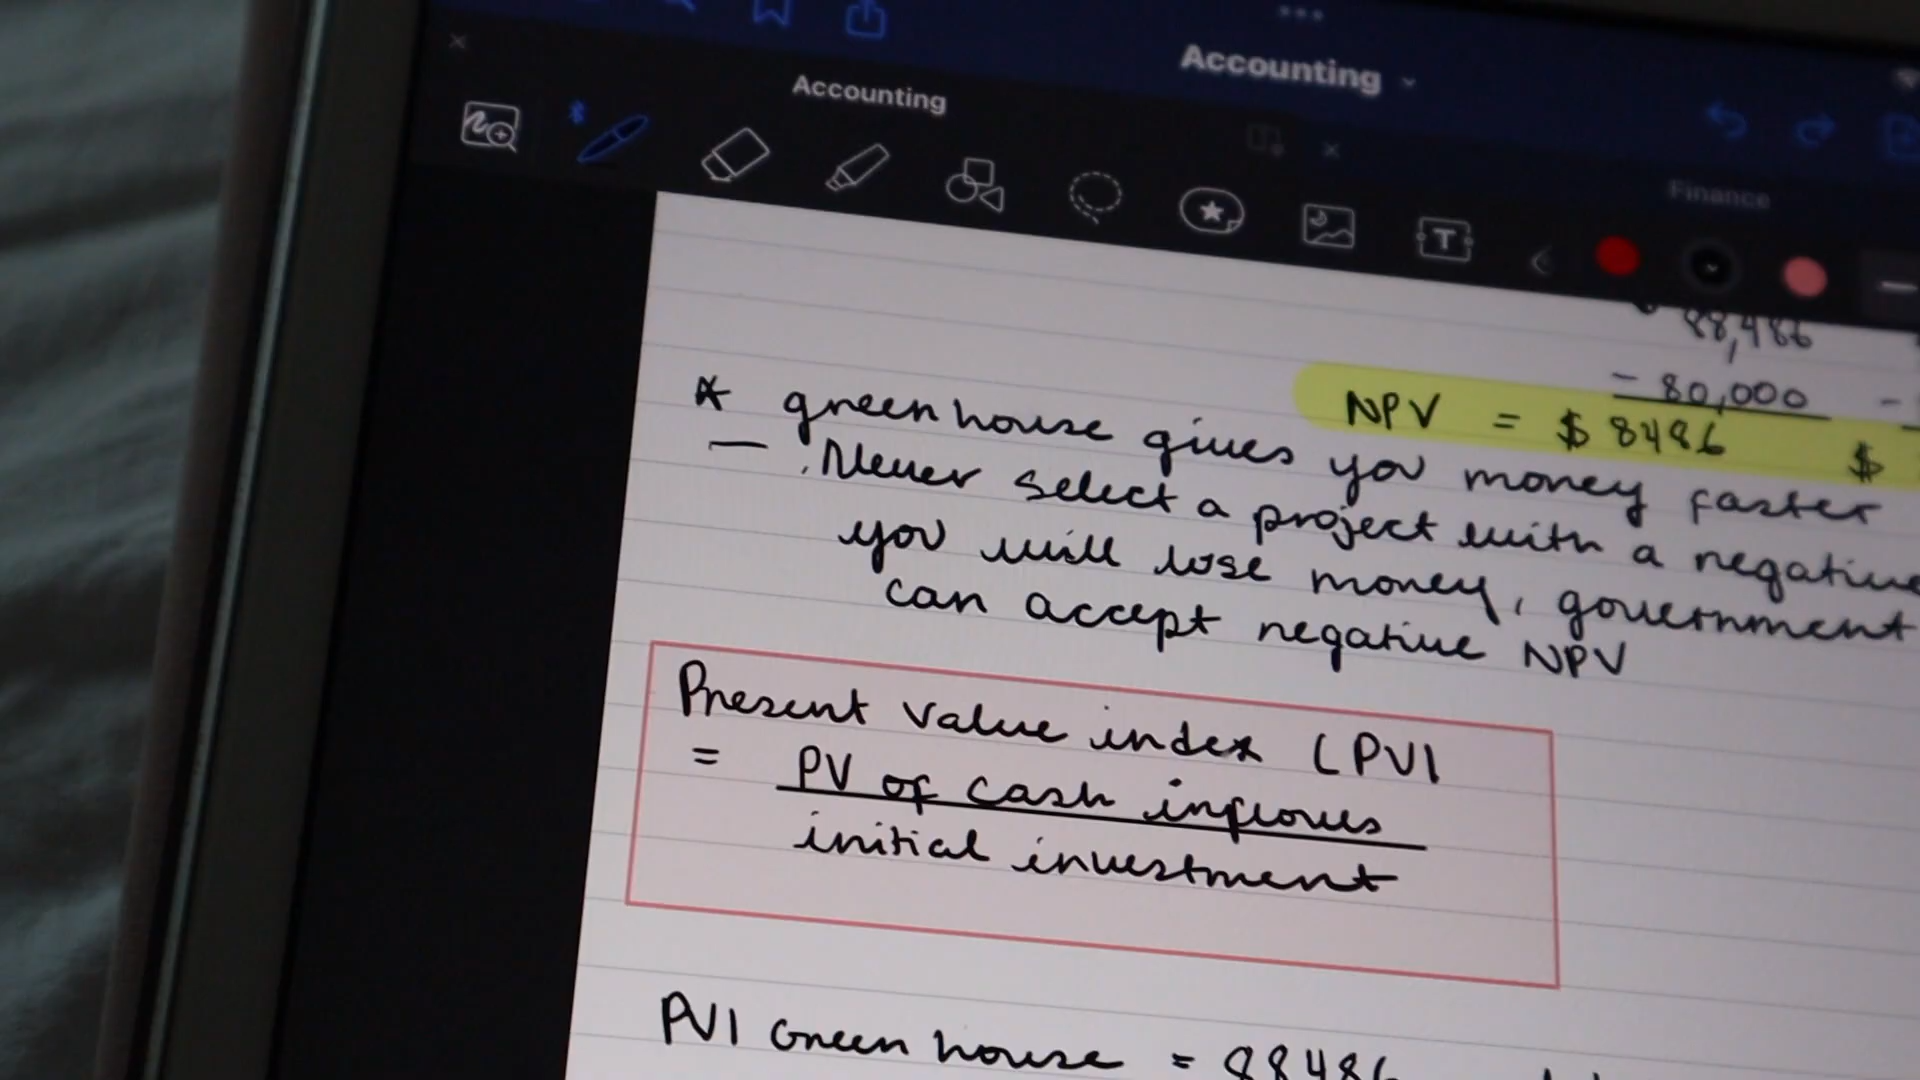 Accounting
Accounting
Finance
88,486
- 80,000 -
NPV = $8486 $
* greenhouse gives you money faster
- . Never select a project with a negative
you will lose money, government
can accept negative NPV
Present value index (PVI
= PV of cash inflows
initial investment
PVI Greenhouse = 88486